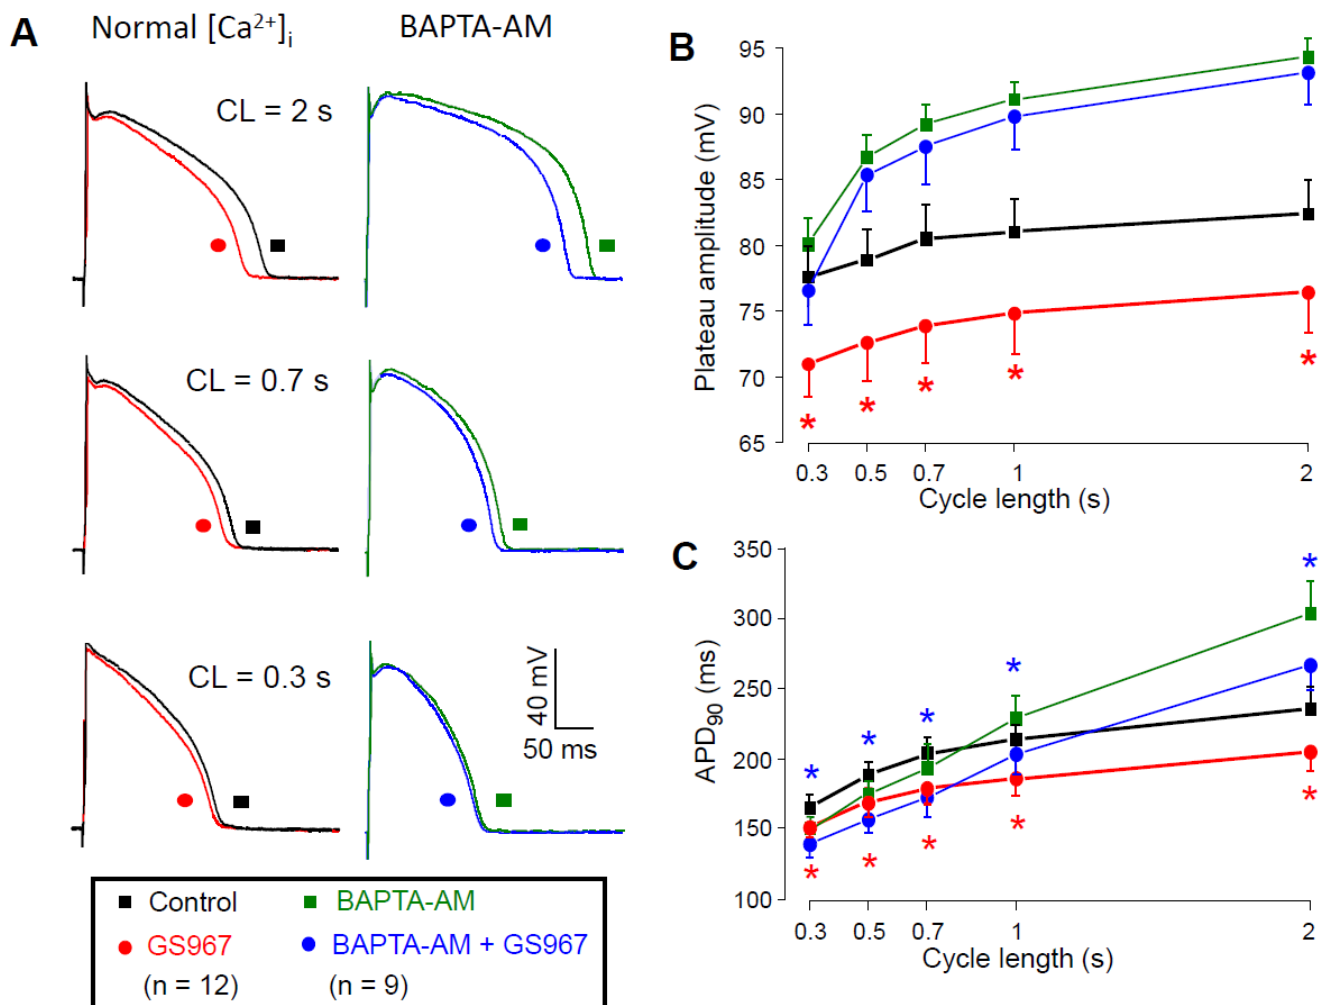 A
Normal [Ca²⁺]ᵢ
BAPTA-AM
CL = 2 s
CL = 0.7 s
CL = 0.3 s
40 mV
50 ms
Control
BAPTA-AM
GS967
BAPTA-AM + GS967
(n = 12)
(n = 9)
B
Plateau amplitude (mV)
95
90
85
80
75
70
65
0.3
0.5
0.7
1
2
Cycle length (s)
* * * * *
C
APD₉₀ (ms)
350
300
250
200
150
100
* * * * *
* * * * *
0.3
0.5
0.7
1
2
Cycle length (s)